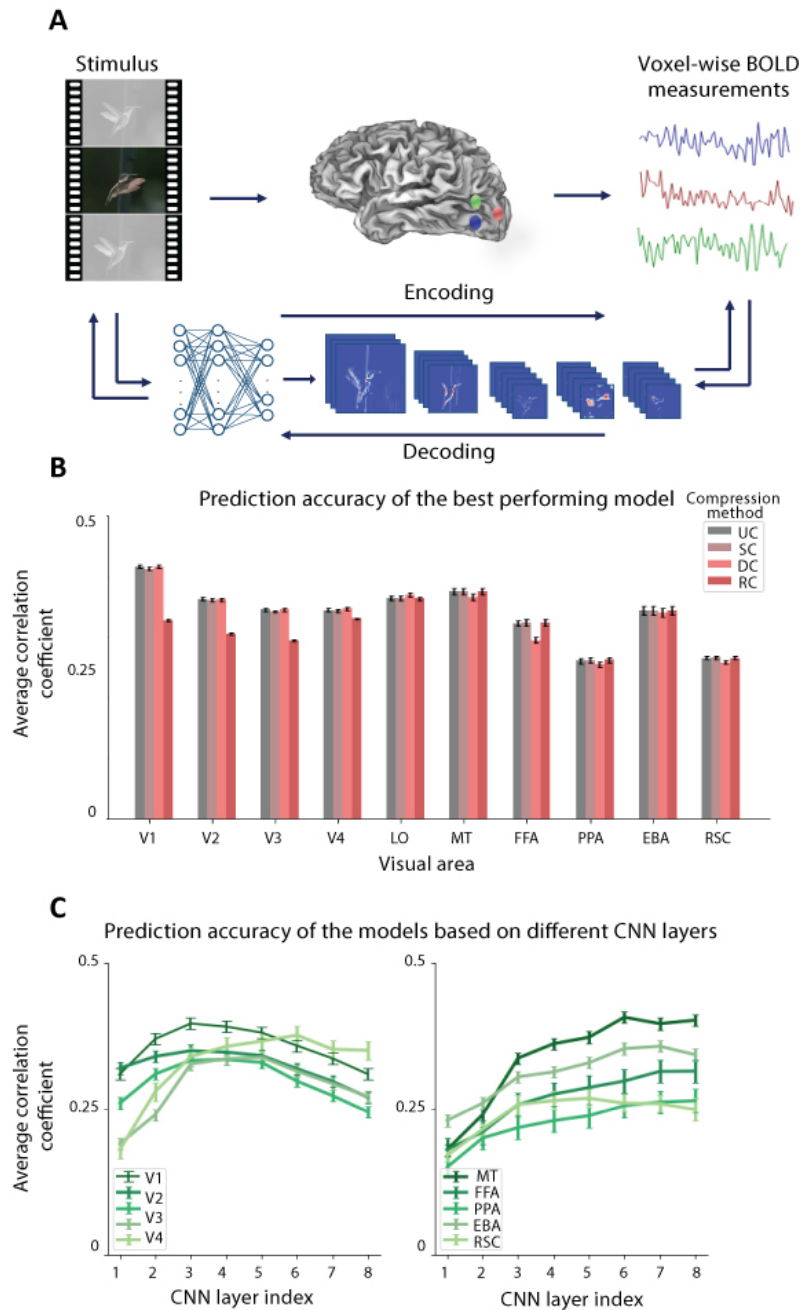 A
Stimulus
Voxel-wise BOLD
measurements
Encoding
Decoding
B
Prediction accuracy of the best performing model
Compression
method
UC
SC
DC
RC
Average correlation
coefficient
0.5
0.25
0
V1 V2 V3 V4 LO MT FFA PPA EBA RSC
Visual area
C
Prediction accuracy of the models based on different CNN layers
Average correlation
coefficient
0.5
0.25
0
V1
V2
V3
V4
1 2 3 4 5 6 7 8
CNN layer index
0.5
0.25
0
MT
FFA
PPA
EBA
RSC
1 2 3 4 5 6 7 8
CNN layer index